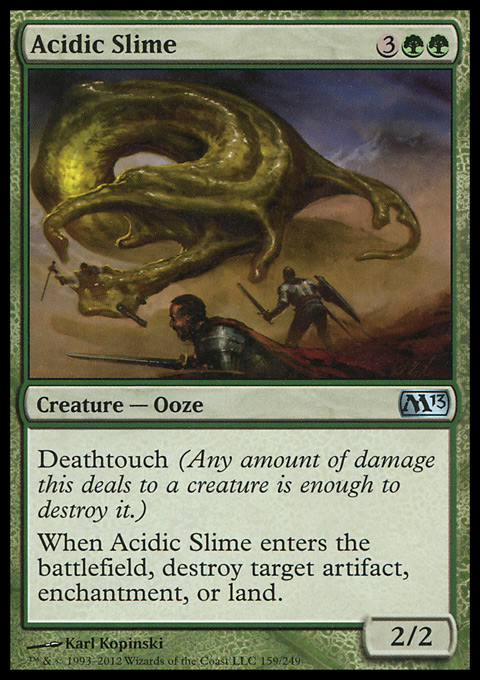 Acidic Slime 3
Creature — Ooze M13
Deathtouch (Any amount of damage
this deals to a creature is enough to
destroy it.)
When Acidic Slime enters the
battlefield, destroy target artifact,
enchantment, or land.
Karl Kopinski
2/2
™ & © 1993–2012 Wizards of the Coast LLC 159/249